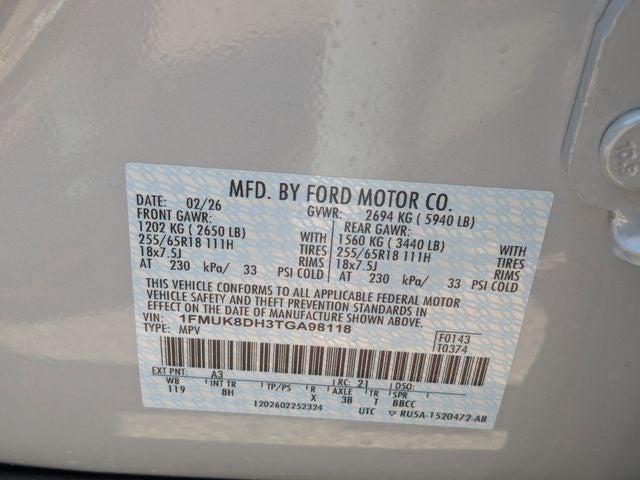 MFD. BY FORD MOTOR CO.
DATE: 02/26 GVWR: 2694 KG ( 5940 LB)
FRONT GAWR: REAR GAWR:
1202 KG ( 2650 LB) WITH 1560 KG ( 3440 LB) WITH
255/65R18 111H TIRES 255/65R18 111H TIRES
18x7.5J RIMS 18x7.5J RIMS
AT 230 kPa/ 33 PSI COLD AT 230 kPa/ 33 PSI COLD
THIS VEHICLE CONFORMS TO ALL APPLICABLE FEDERAL MOTOR
VEHICLE SAFETY AND THEFT PREVENTION STANDARDS IN
EFFECT ON THE DATE OF MANUFACTURE SHOWN ABOVE.
VIN: 1FMUK8DH3TGA98118 F0143
TYPE: MPV T0374
EXT PNT: A3 RC: 21 DSO:
WB INT TR TP/PS R AXLE TR SPR
119 BH X 3B T BBCC
1202602252324 UTC ▽ RU5A-1520472-AB
10.9